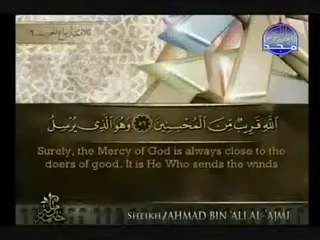 اللَّهِ قَرِيبٌ مِّنَ الْمُحْسِنِينَ ﴿٥٦﴾ وَهُوَ الَّذِي يُرْسِلُ
Surely, the Mercy of God is always close to the
doers of good. It is He Who sends the winds
SHEIKH/AHMAD BIN 'ALI AL-'AJMI